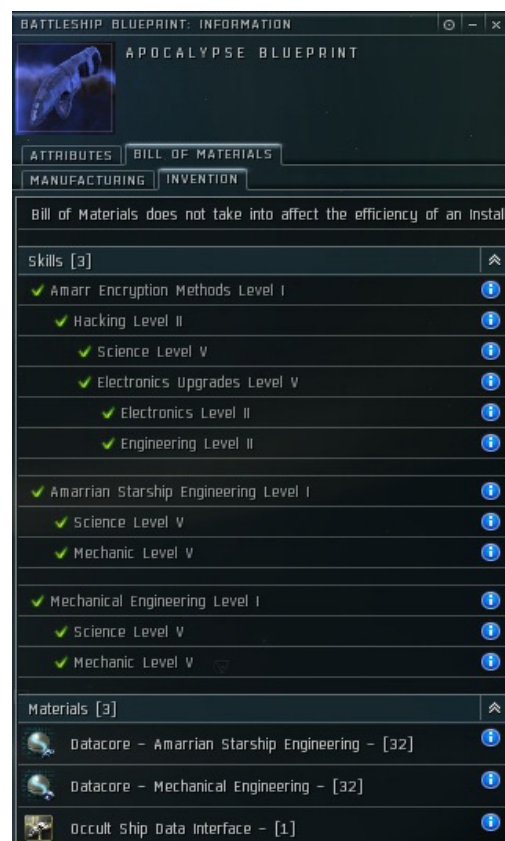 BATTLESHIP BLUEPRINT: INFORMATION
APOCALYPSE BLUEPRINT
ATTRIBUTES BILL OF MATERIALS
MANUFACTURING INVENTION
Bill of Materials does not take into affect the efficiency of an Instal
Skills [3]
Amarr Encryption Methods Level I
Hacking Level II
Science Level V
Electronics Upgrades Level V
Electronics Level II
Engineering Level II
Amarrian Starship Engineering Level I
Science Level V
Mechanic Level V
Mechanical Engineering Level I
Science Level V
Mechanic Level V
Materials [3]
Datacore - Amarrian Starship Engineering - [32]
Datacore - Mechanical Engineering - [32]
Occult Ship Data Interface - [1]